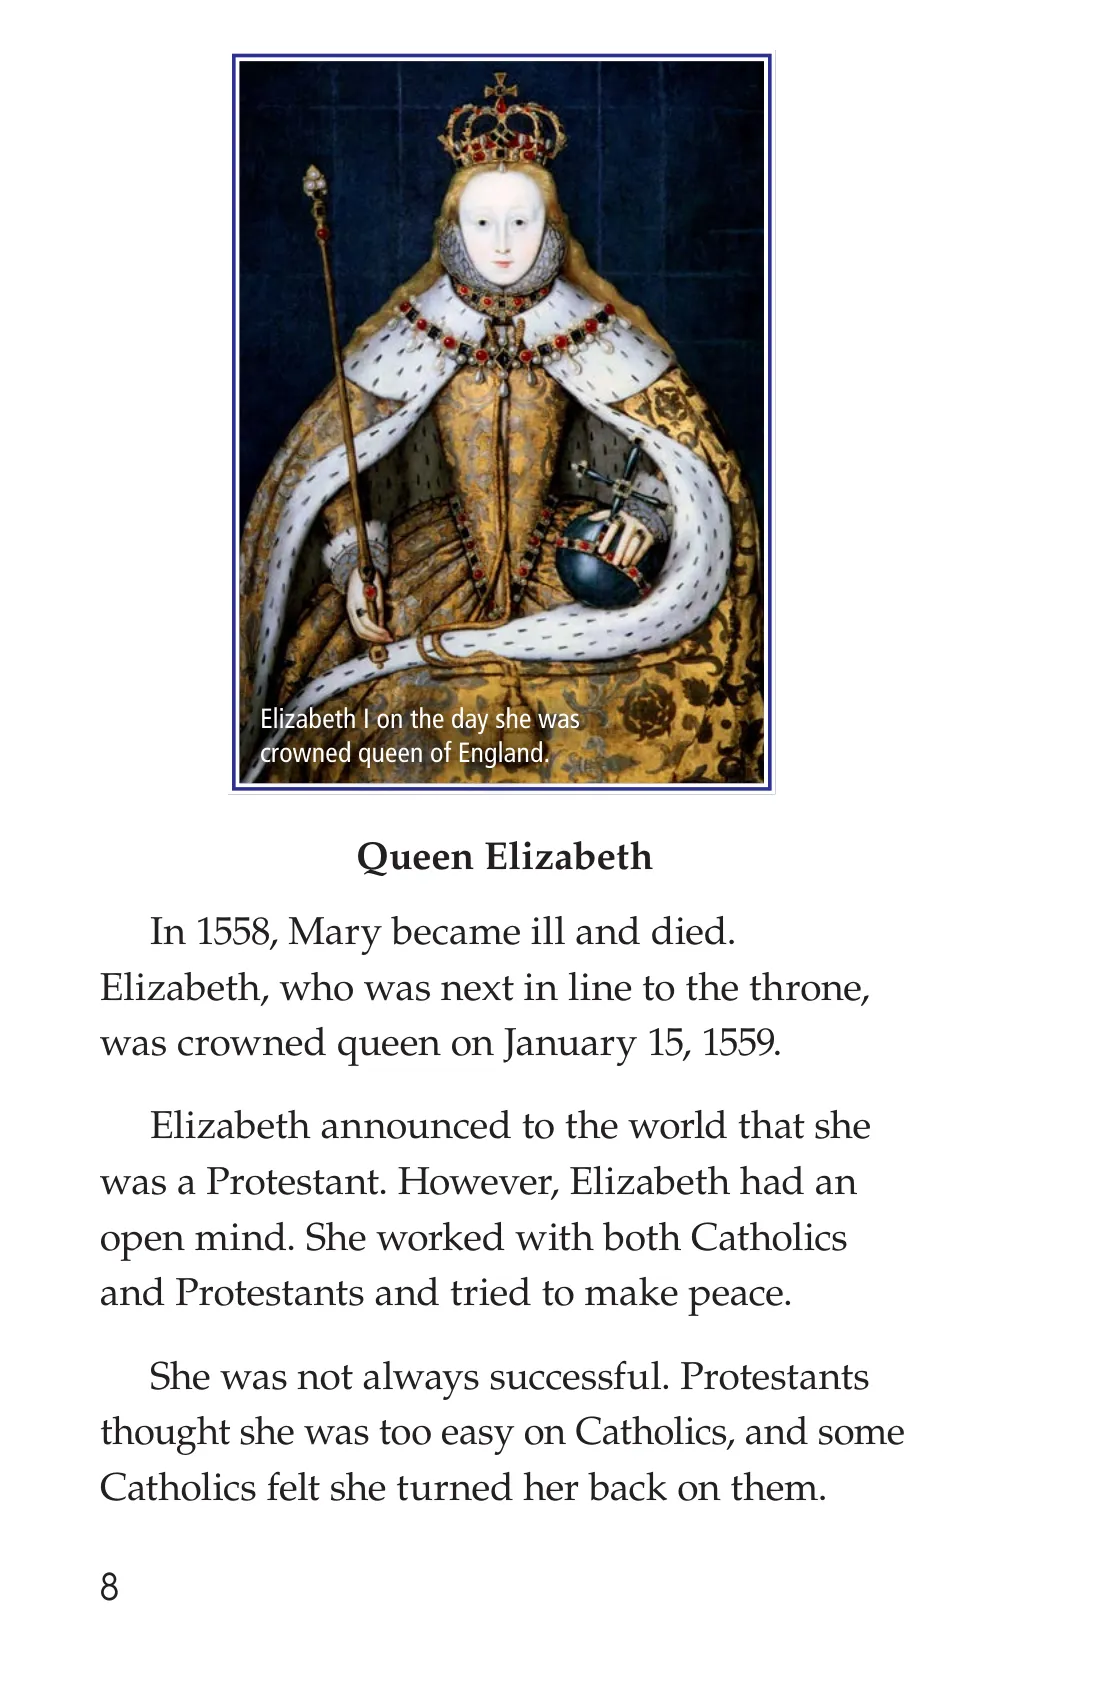 Elizabeth I on the day she was
crowned queen of England.
Queen Elizabeth
In 1558, Mary became ill and died.
Elizabeth, who was next in line to the throne,
was crowned queen on January 15, 1559.
Elizabeth announced to the world that she
was a Protestant. However, Elizabeth had an
open mind. She worked with both Catholics
and Protestants and tried to make peace.
She was not always successful. Protestants
thought she was too easy on Catholics, and some
Catholics felt she turned her back on them.
8